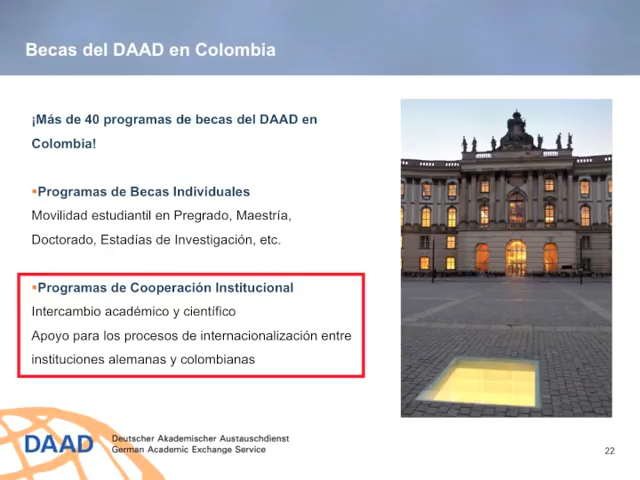 Becas del DAAD en Colombia
¡Más de 40 programas de becas del DAAD en
Colombia!
▪Programas de Becas Individuales
Movilidad estudiantil en Pregrado, Maestría,
Doctorado, Estadías de Investigación, etc.
▪Programas de Cooperación Institucional
Intercambio académico y científico
Apoyo para los procesos de internacionalización entre
instituciones alemanas y colombianas
DAAD
Deutscher Akademischer Austauschdienst
German Academic Exchange Service
22